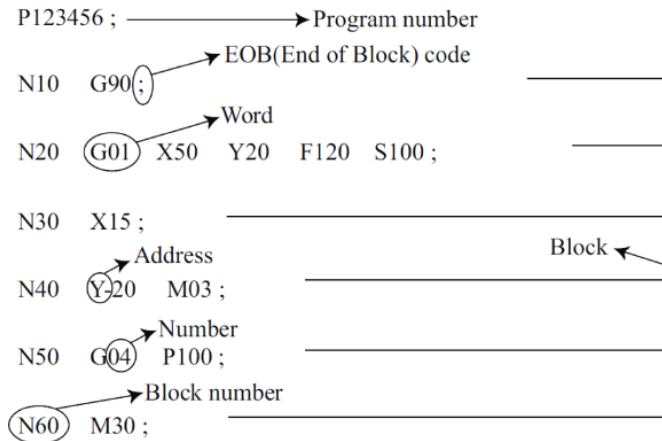 P123456 ; Program number
EOB(End of Block) code
N10 G90;
Word
N20 G01 X50 Y20 F120 S100 ;
N30 X15 ;
Address Block
N40 Y-20 M03 ;
Number
N50 G04 P100 ;
Block number
N60 M30 ;